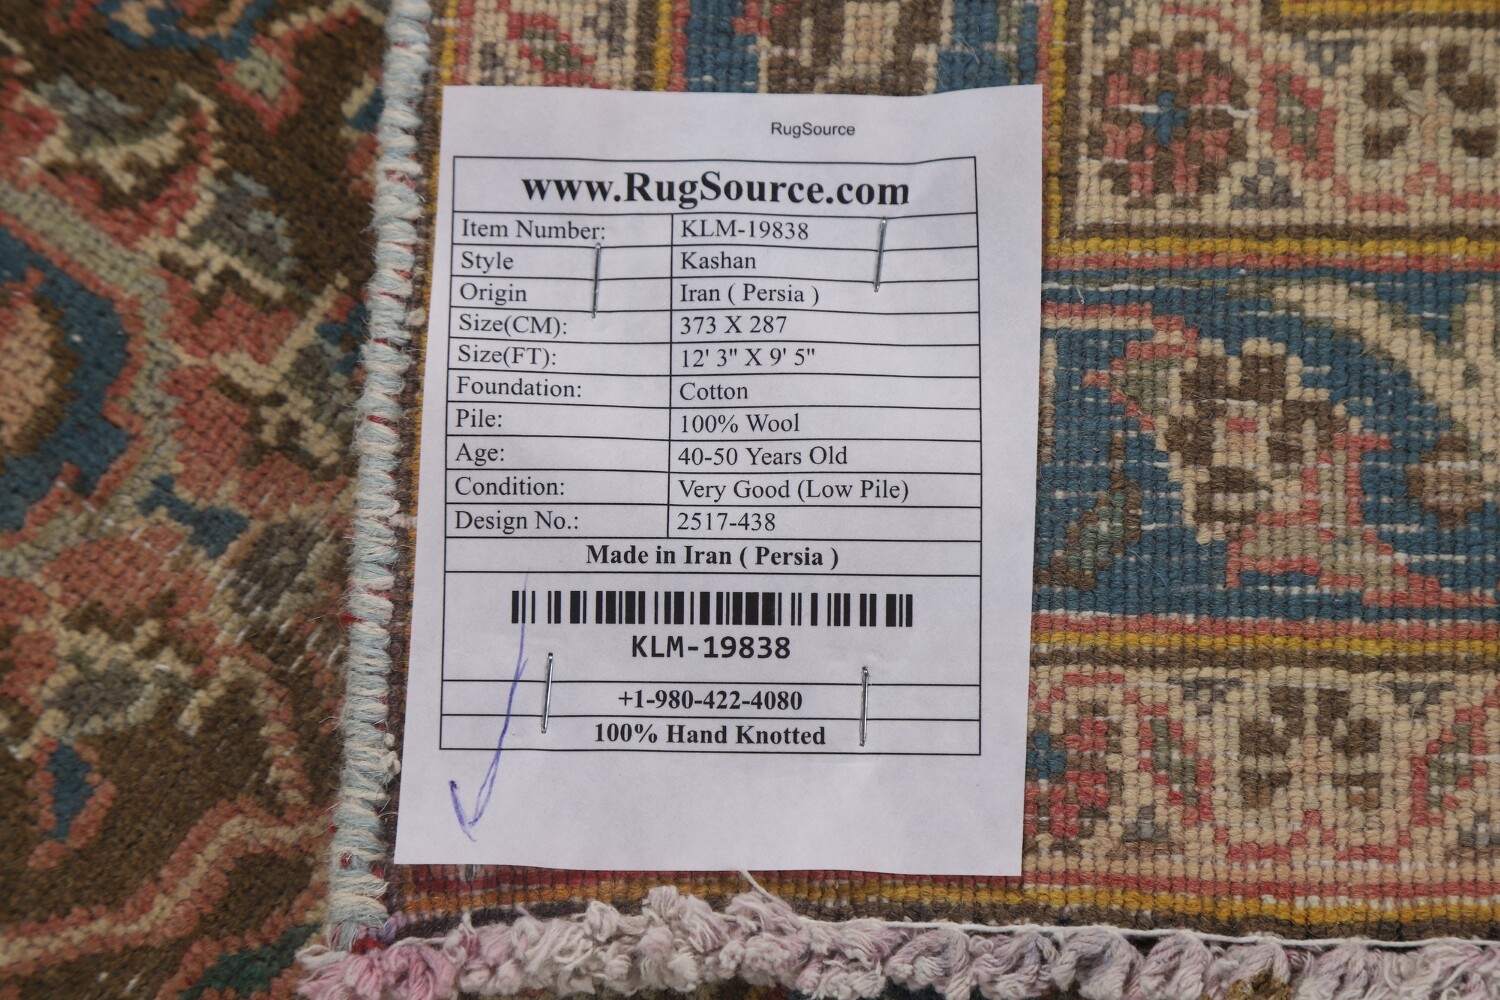 RugSource
www.RugSource.com
Item Number: KLM-19838
Style Kashan
Origin Iran ( Persia )
Size(CM): 373 X 287
Size(FT): 12' 3" X 9' 5"
Foundation: Cotton
Pile: 100% Wool
Age: 40-50 Years Old
Condition: Very Good (Low Pile)
Design No.: 2517-438
Made in Iran ( Persia )
KLM-19838
+1-980-422-4080
100% Hand Knotted